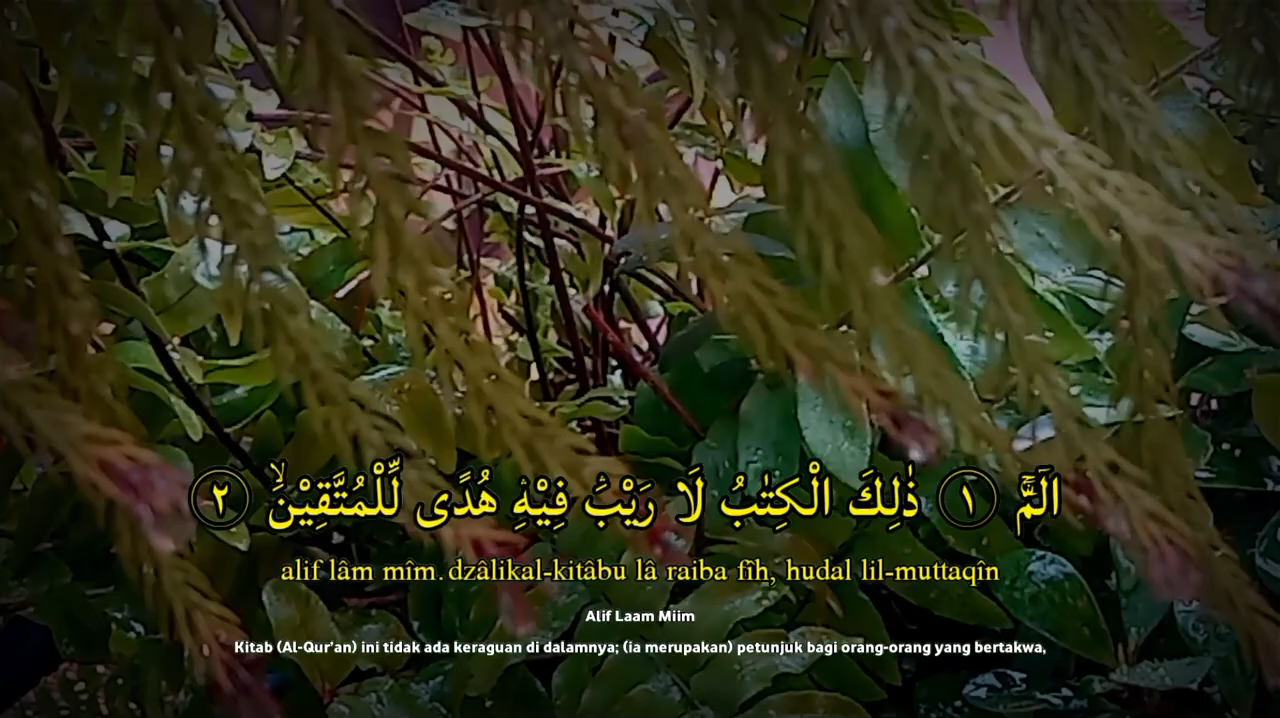 الۤمّۤ ۚ ١ ذٰلِكَ الْكِتٰبُ لَا رَيْبَ ۛ فِيْهِ ۛ هُدًى لِّلْمُتَّقِيْنَۙ ٢
alif lâm mîm. dzâlikal-kitâbu lâ raiba fîh, hudal lil-muttaqîn
Alif Laam Miim
Kitab (Al-Qur'an) ini tidak ada keraguan di dalamnya; (ia merupakan) petunjuk bagi orang-orang yang bertakwa,